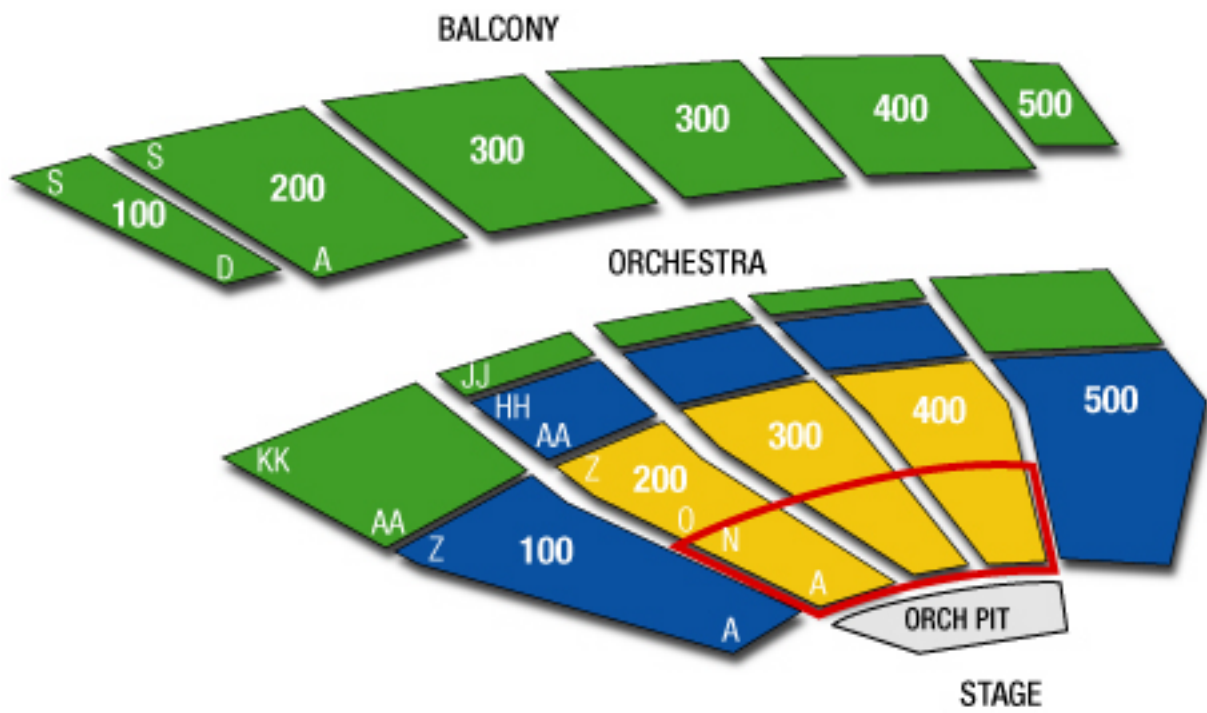 BALCONY
S
100
D
S
200
A
300
300
400
500
ORCHESTRA
KK
AA
JJ
HH
AA
Z
200
O
N
A
300
400
500
Z
100
A
ORCH PIT
STAGE